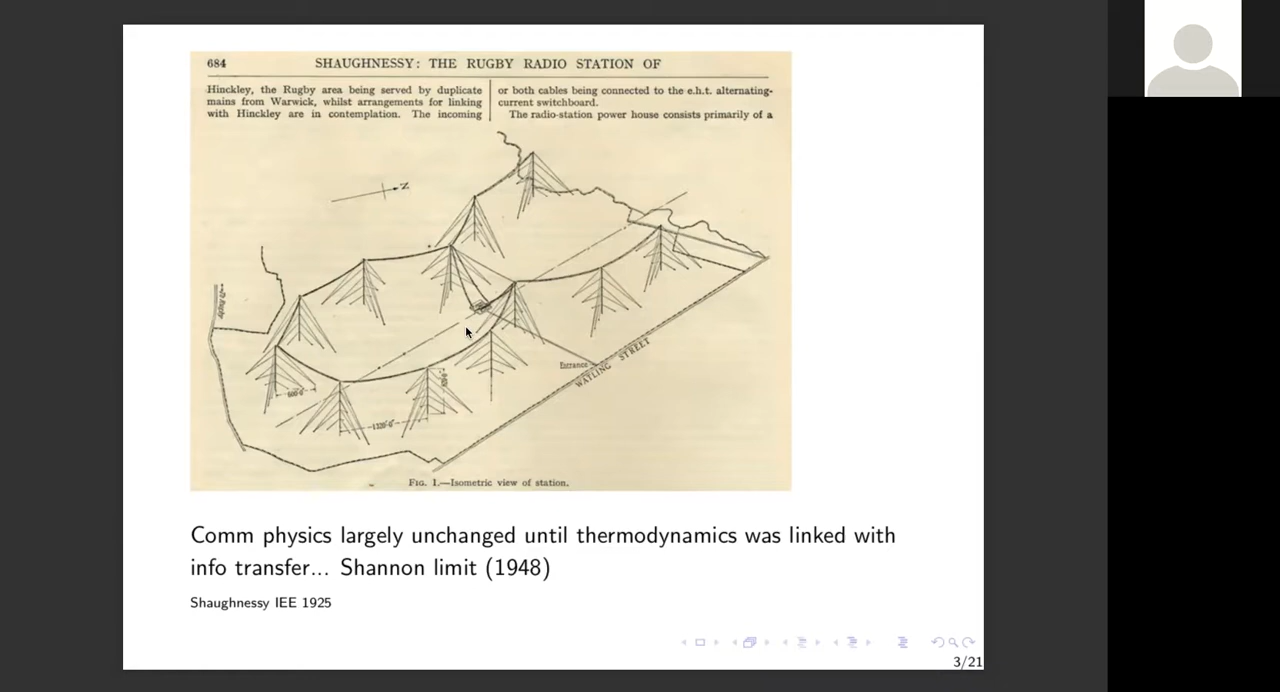 684
SHAUGHNESSY: THE RUGBY RADIO STATION OF
Hinckley, the Rugby area being served by duplicate
mains from Warwick, whilst arrangements for linking
with Hinckley are in contemplation. The incoming
or both cables being connected to the e.h.t. alternating-
current switchboard.
The radio-station power house consists primarily of a
N
Entrance
WATLING STREET
1320'-0"
FIG. 1.—Isometric view of station.
Comm physics largely unchanged until thermodynamics was linked with
info transfer... Shannon limit (1948)
Shaughnessy IEE 1925
3/21